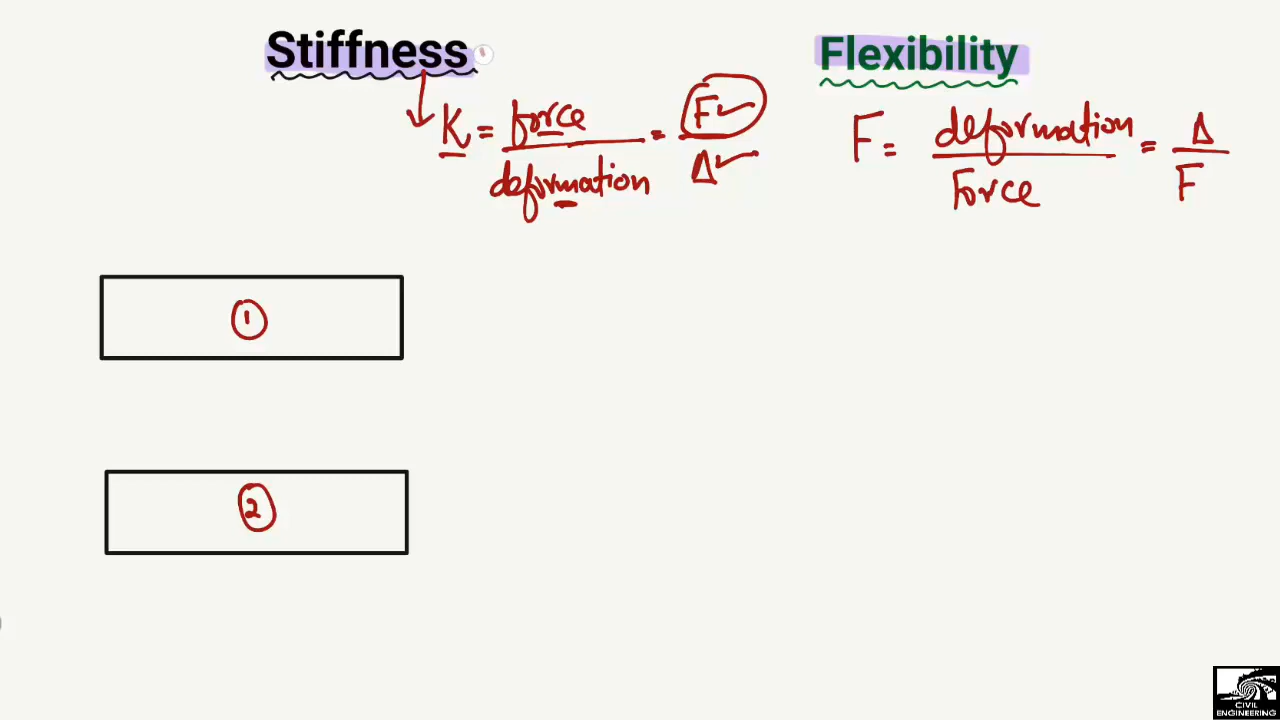 Stiffness
Flexibility
K = force / deformation = F / Δ
F = deformation / Force = Δ / F
1
2
CIVIL
ENGINEERING